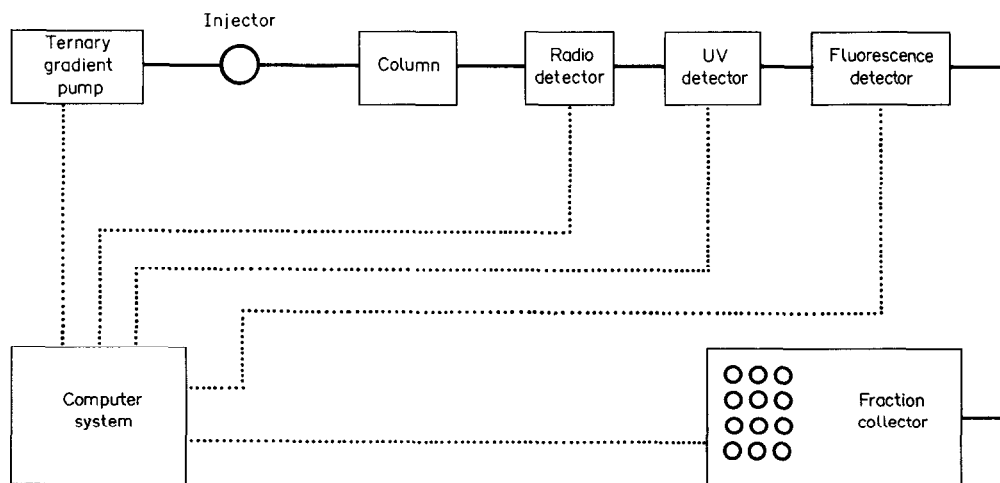 Injector
Ternary
gradient
pump
Column
Radio
detector
UV
detector
Fluorescence
detector
Computer
system
Fraction
collector